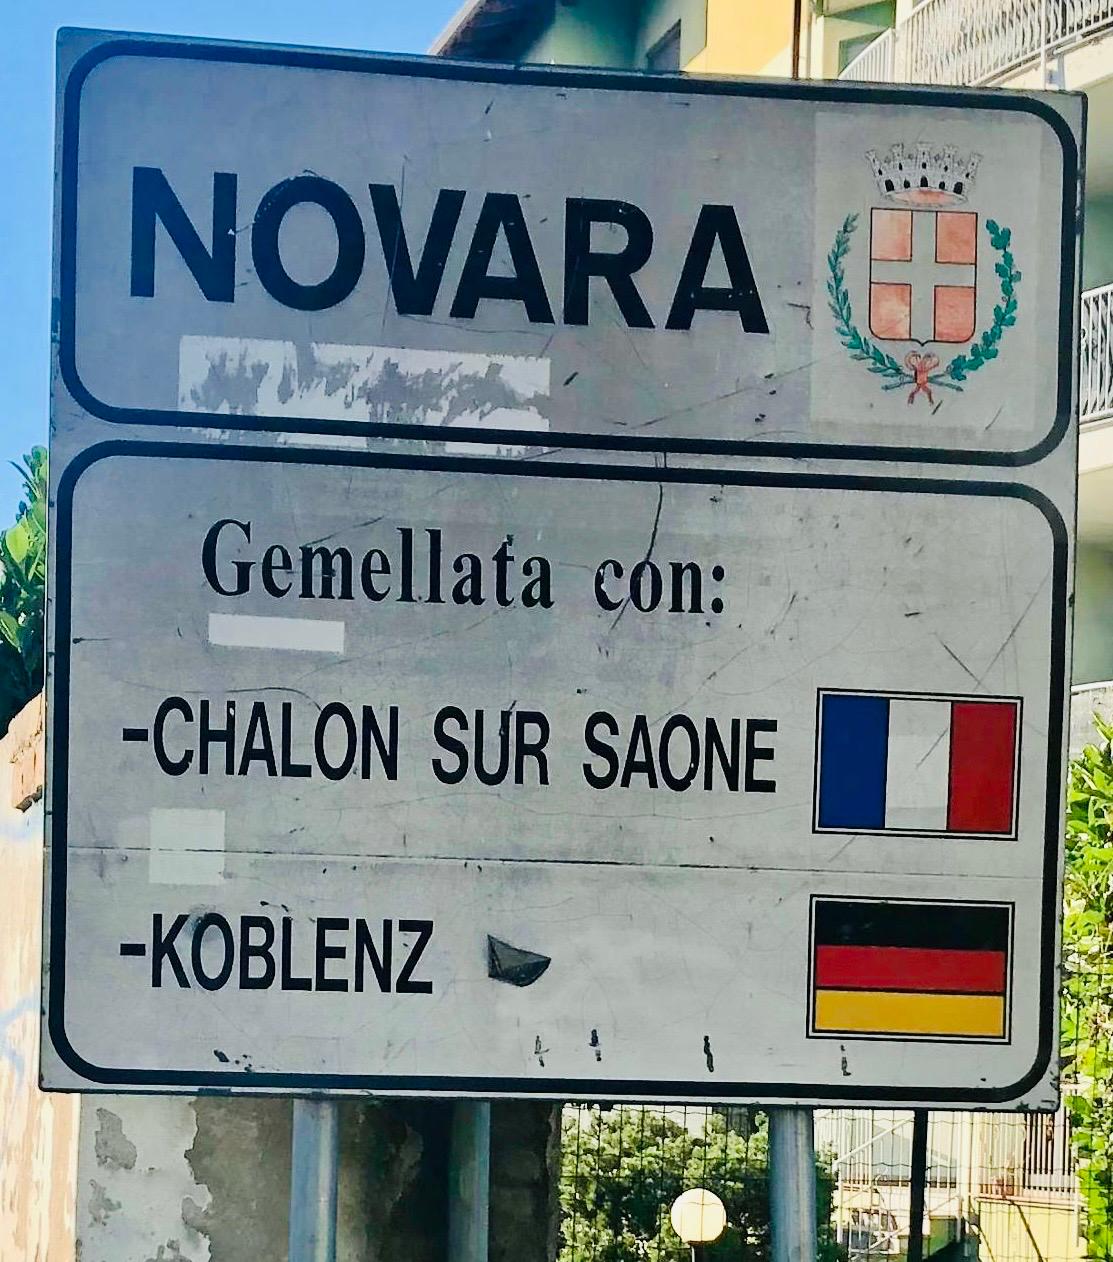 NOVARA
Gemellata con:
-CHALON SUR SAONE
-KOBLENZ